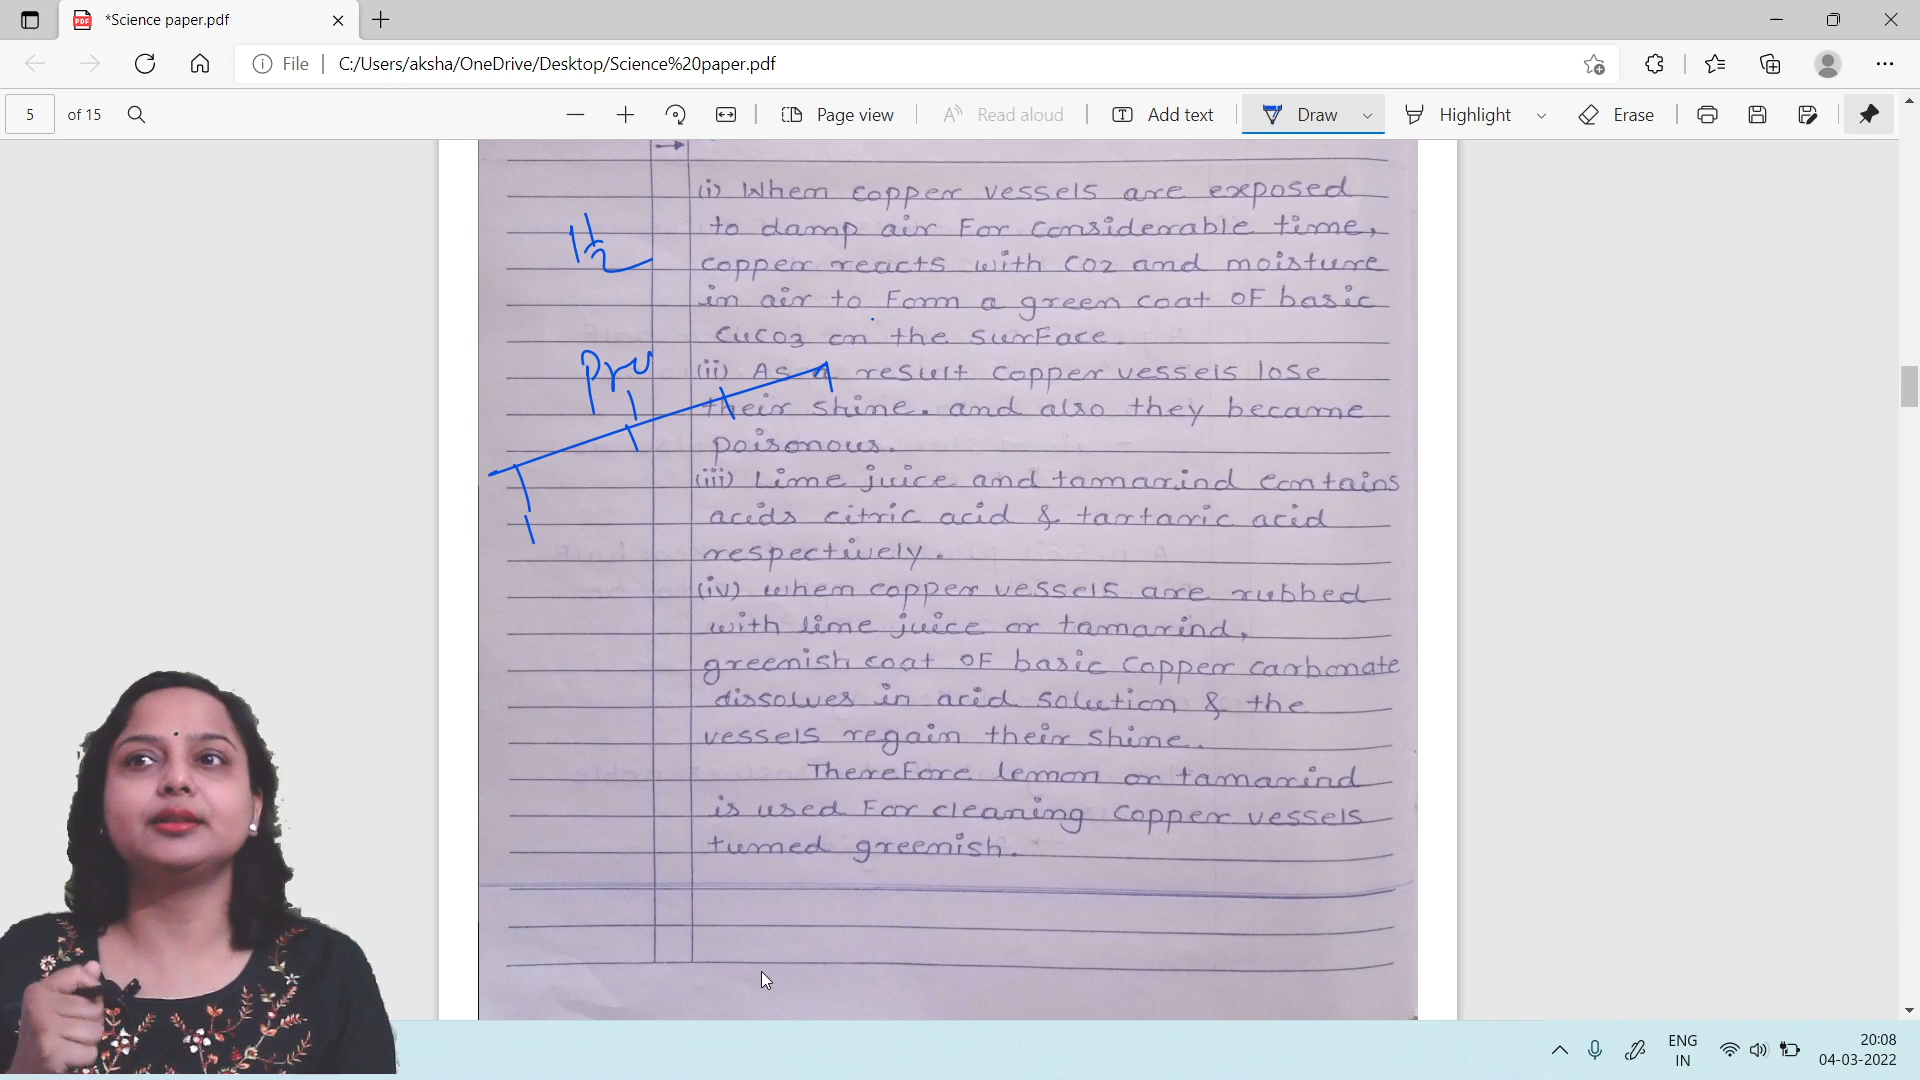 *Science paper.pdf
File
C:/Users/aksha/OneDrive/Desktop/Science%20paper.pdf
5 of 15
Page view
Read aloud
Add text
Draw
Highlight
Erase
(i) When copper vessels are exposed
to damp air For considerable time,
copper reacts with CO2 and moisture
in air to Form a green coat OF basic
CuCO3 on the surFace.
(ii) As a result copper vessels lose
their shine. and also they became
poisonous.
(iii) Lime juice and tamarind contains
acids citric acid & tartaric acid
respectively.
(iv) when copper vessels are rubbed
with lime juice or tamarind,
greenish coat OF basic copper carbonate
dissolves in acid solution & the
vessels regain their shine.
ThereFore lemon or tamarind
is used For cleaning copper vessels
turned greenish.
1 1/2
ENG
IN
20:08
04-03-2022